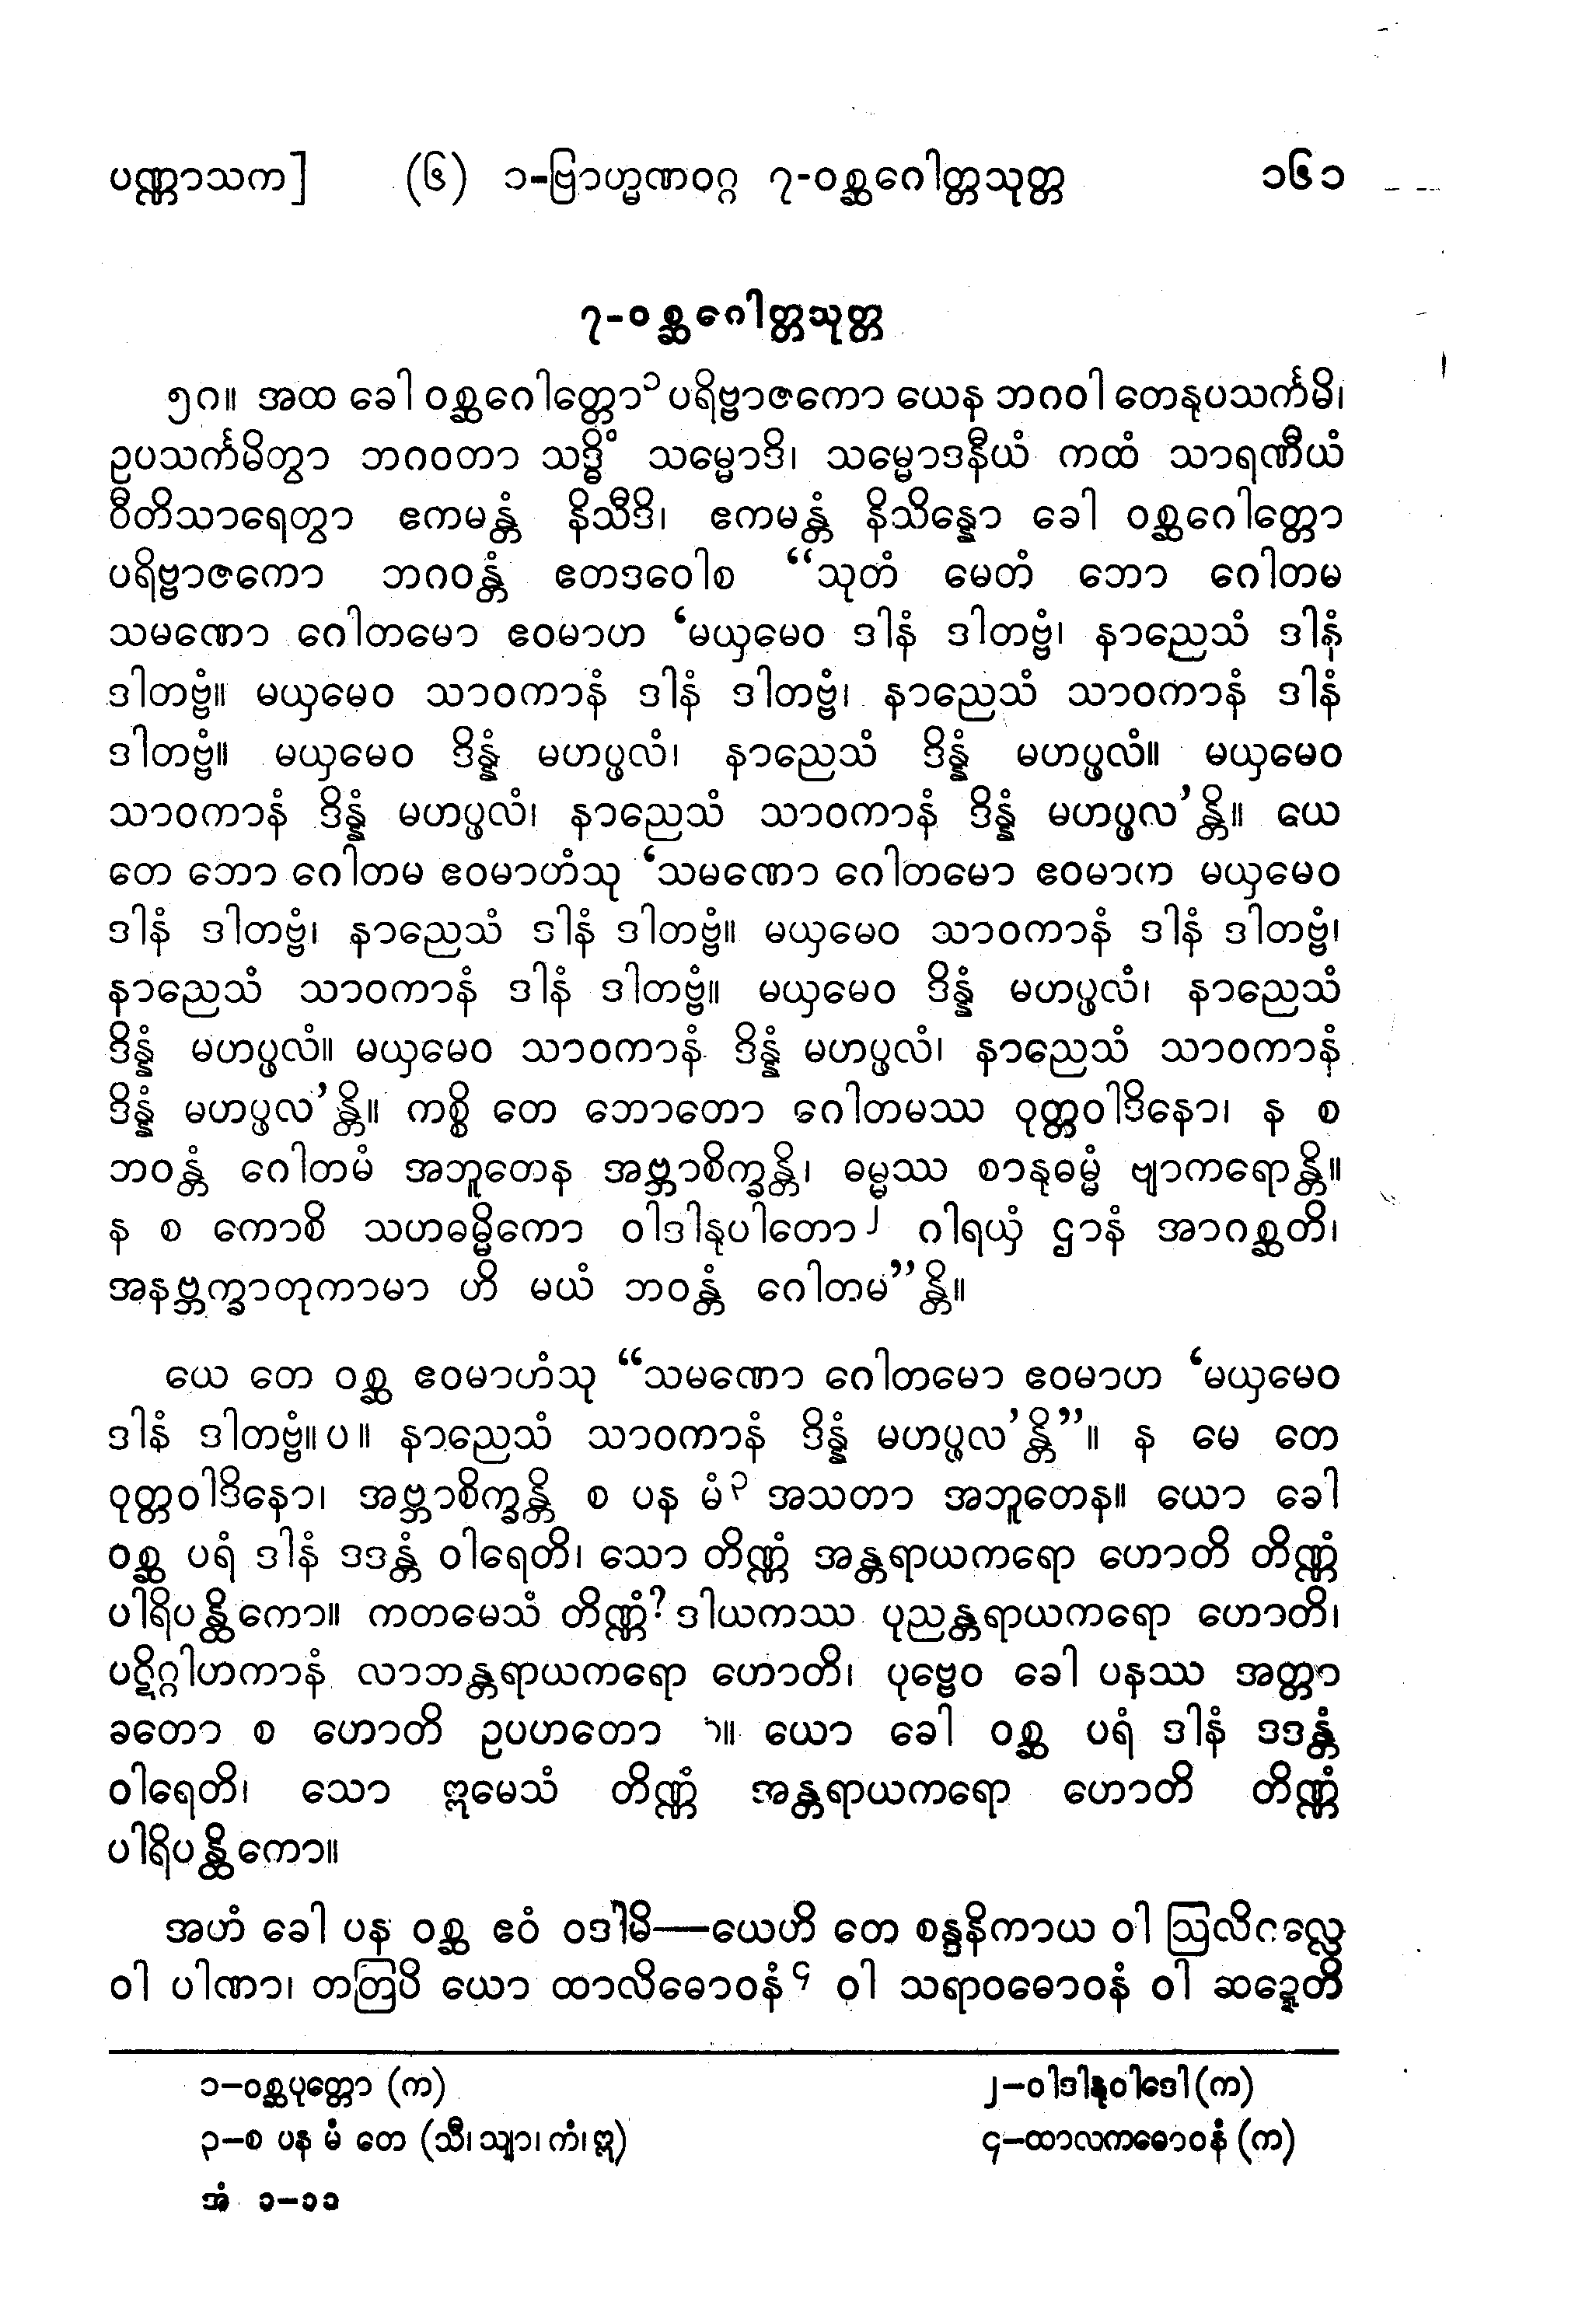 ပဏ္ဏာသက] (၆) ၁-ဗြာဟ္မဏဝဂ္ဂ ၇-ဝစ္ဆဂေါတ္တသုတ္တ ၁၆၁
၇-ဝစ္ဆဂေါတ္တသုတ္တ
၅၈။ အထ ခေါ ဝစ္ဆဂေါတ္တော၁ ပရိဗ္ဗာဇကော ယေန ဘဂဝါ တေနုပသင်္ကမိ၊
ဥပသင်္ကမိတွာ ဘဂဝတာ သဒ္ဓိံ သမ္မောဒိ၊ သမ္မောဒနီယံ ကထံ သာရဏီယံ
ဝီတိသာရေတွာ ဧကမန္တံ နိသီဒိ၊ ဧကမန္တံ နိသိန္နော ခေါ ဝစ္ဆဂေါတ္တော
ပရိဗ္ဗာဇကော ဘဂဝန္တံ ဧတဒဝေါစ “သုတံ မေတံ ဘော ဂေါတမ
သမဏော ဂေါတမော ဧဝမာဟ ‘မယှမေဝ ဒါနံ ဒါတဗ္ဗံ၊ နာညေသံ ဒါနံ
ဒါတဗ္ဗံ။ မယှမေဝ သာဝကာနံ ဒါနံ ဒါတဗ္ဗံ၊ နာညေသံ သာဝကာနံ ဒါနံ
ဒါတဗ္ဗံ။ မယှမေဝ ဒိန္နံ မဟပ္ဖလံ၊ နာညေသံ ဒိန္နံ မဟပ္ဖလံ။ မယှမေဝ
သာဝကာနံ ဒိန္နံ မဟပ္ဖလံ၊ နာညေသံ သာဝကာနံ ဒိန္နံ မဟပ္ဖလ’န္တိ။ ယေ
တေ ဘော ဂေါတမ ဧဝမာဟံသု ‘သမဏော ဂေါတမော ဧဝမာဟ မယှမေဝ
ဒါနံ ဒါတဗ္ဗံ၊ နာညေသံ ဒါနံ ဒါတဗ္ဗံ။ မယှမေဝ သာဝကာနံ ဒါနံ ဒါတဗ္ဗံ၊
နာညေသံ သာဝကာနံ ဒါနံ ဒါတဗ္ဗံ။ မယှမေဝ ဒိန္နံ မဟပ္ဖလံ၊ နာညေသံ
ဒိန္နံ မဟပ္ဖလံ။ မယှမေဝ သာဝကာနံ ဒိန္နံ မဟပ္ဖလံ၊ နာညေသံ သာဝကာနံ
ဒိန္နံ မဟပ္ဖလ’န္တိ။ ကစ္စိ တေ ဘောတော ဂေါတမဿ ဝုတ္တဝါဒိနော၊ န စ
ဘဝန္တံ ဂေါတမံ အဘူတေန အဗ္ဘာစိက္ခန္တိ၊ ဓမ္မဿ စာနုဓမ္မံ ဗျာကရောန္တိ။
န စ ကောစိ သဟဓမ္မိကော ဝါဒါနုပါတော၂ ဂါရယှံ ဌာနံ အာဂစ္ဆတိ၊
အနဗ္ဘက္ခာတုကာမာ ဟိ မယံ ဘဝန္တံ ဂေါတမံ”န္တိ။
ယေ တေ ဝစ္ဆ ဧဝမာဟံသု “သမဏော ဂေါတမော ဧဝမာဟ ‘မယှမေဝ
ဒါနံ ဒါတဗ္ဗံ။ပ။ နာညေသံ သာဝကာနံ ဒိန္နံ မဟပ္ဖလ’န္တိ”။ န မေ တေ
ဝုတ္တဝါဒိနော၊ အဗ္ဘာစိက္ခန္တိ စ ပန မံ၃ အသတာ အဘူတေန။ ယော ခေါ
ဝစ္ဆ ပရံ ဒါနံ ဒဒန္တံ ဝါရေတိ၊ သော တိဏ္ဏံ အန္တရာယကရော ဟောတိ တိဏ္ဏံ
ပါရိပန္ထိကော။ ကတမေသံ တိဏ္ဏံ? ဒါယကဿ ပုညန္တရာယကရော ဟောတိ၊
ပဋိဂ္ဂါဟကာနံ လာဘန္တရာယကရော ဟောတိ၊ ပုဗ္ဗေဝ ခေါ ပနဿ အတ္တာ
ခတော စ ဟောတိ ဥပဟတော ။ ယော ခေါ ဝစ္ဆ ပရံ ဒါနံ ဒဒန္တံ
ဝါရေတိ၊ သော ဣမေသံ တိဏ္ဏံ အန္တရာယကရော ဟောတိ တိဏ္ဏံ
ပါရိပန္ထိကော။
အဟံ ခေါ ပန ဝစ္ဆ ဧဝံ ဝဒါမိ—ယေဟိ တေ စန္ဒနိကာယ ဝါ ဩလိဂလ္လေ
ဝါ ပါဏာ၊ တတြပိ ယော ထာလိဓောဝနံ၄ ဝါ သရာဝဓောဝနံ ဝါ ဆဍ္ဍေတိ
၁—ဝစ္ဆပုတ္တော (က) ၂—ဝါဒါနုဝါဒေါ (က)
၃—စ ပန မံ တေ (သီ၊ သျာ၊ ကံ၊ ဣ) ၄—ထာလကဓောဝနံ (က)
အံ ၁—၁၁